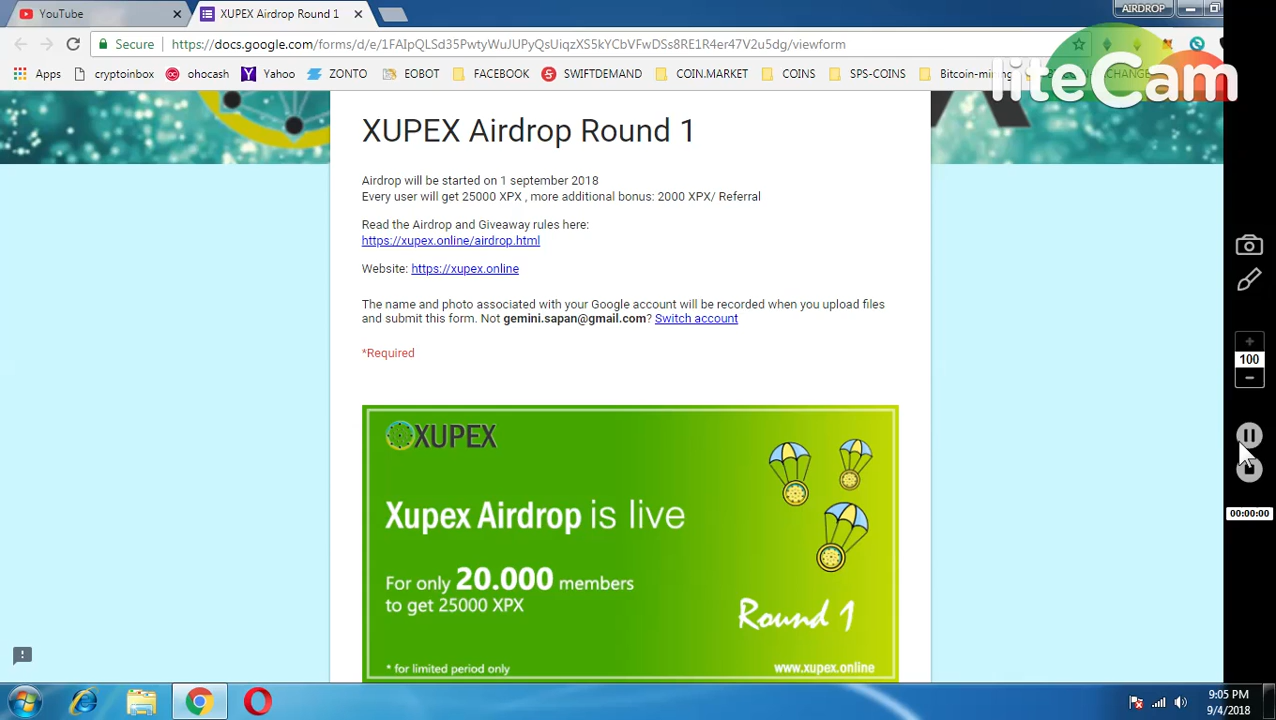 YouTube
XUPEX Airdrop Round 1
AIRDROP
Secure
https://docs.google.com/forms/d/e/1FAIpQLSd35PvtyWuJUPyQsUiqzXS5kYCbVFwDSs8RE1R4er47V2u5dg/viewform
Apps cryptoinbox ohocash Yahoo ZONTO EOBOT FACEBOOK SWIFTDEMAND COIN.MARKET COINS SPS-COINS
liteCam
XUPEX Airdrop Round 1
Airdrop will be started on 1 september 2018
Every user will get 25000 XPX , more additional bonus: 2000 XPX/ Referral
Read the Airdrop and Giveaway rules here:
https://xupex.online/airdrop.html
Website: https://xupex.online
The name and photo associated with your Google account will be recorded when you upload files
and submit this form. Not gemini.sapan@gmail.com? Switch account
*Required
100
00:00:00
XUPEX
Xupex Airdrop is live
For only 20.000 members
to get 25000 XPX
Round 1
* for limited period only
www.xupex.online
9:05 PM
9/4/2018